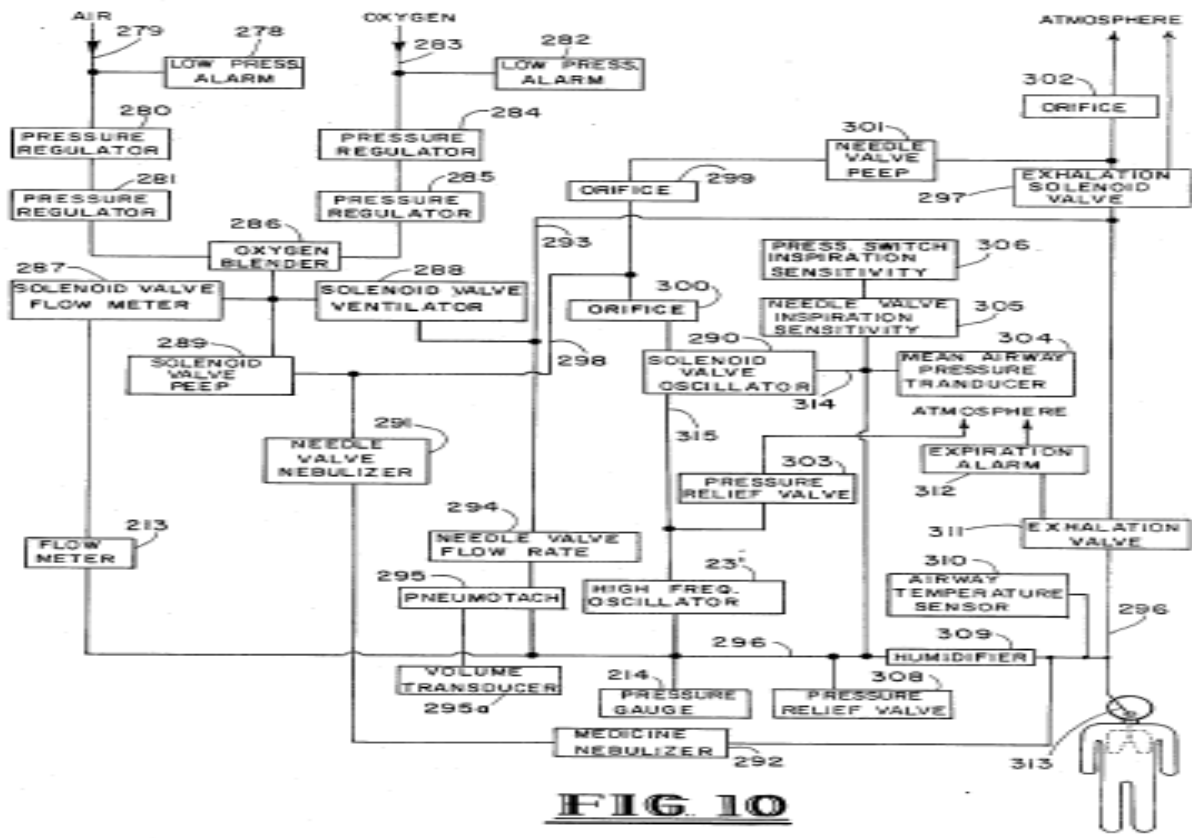 AIR
OXYGEN
ATMOSPHERE
279
278
283
282
LOW PRESS.
ALARM
LOW PRESS.
ALARM
302
ORIFICE
280
PRESSURE
REGULATOR
284
PRESSURE
REGULATOR
301
NEEDLE
VALVE
PEEP
281
PRESSURE
REGULATOR
285
PRESSURE
REGULATOR
ORIFICE
299
297
EXHALATION
SOLENOID
VALVE
286
OXYGEN
BLENDER
293
PRESS. SWITCH
INSPIRATION
SENSITIVITY
306
287
SOLENOID VALVE
FLOW METER
288
SOLENOID VALVE
VENTILATOR
300
ORIFICE
NEEDLE VALVE
INSPIRATION
SENSITIVITY
305
289
SOLENOID
VALVE
PEEP
298
290
SOLENOID
VALVE
OSCILLATOR
304
MEAN AIRWAY
PRESSURE
TRANDUCER
314
ATMOSPHERE
291
NEEDLE
VALVE
NEBULIZER
315
303
PRESSURE
RELIEF VALVE
EXPIRATION
ALARM
312
294
NEEDLE VALVE
FLOW RATE
311
EXHALATION
VALVE
213
FLOW
METER
295
PNEUMOTACH
23'
HIGH FREQ.
OSCILLATOR
310
AIRWAY
TEMPERATURE
SENSOR
296
309
HUMIDIFIER
296
VOLUME
TRANSDUCER
295a
214
PRESSURE
GAUGE
308
PRESSURE
RELIEF VALVE
MEDICINE
NEBULIZER
292
313
FIG. 10